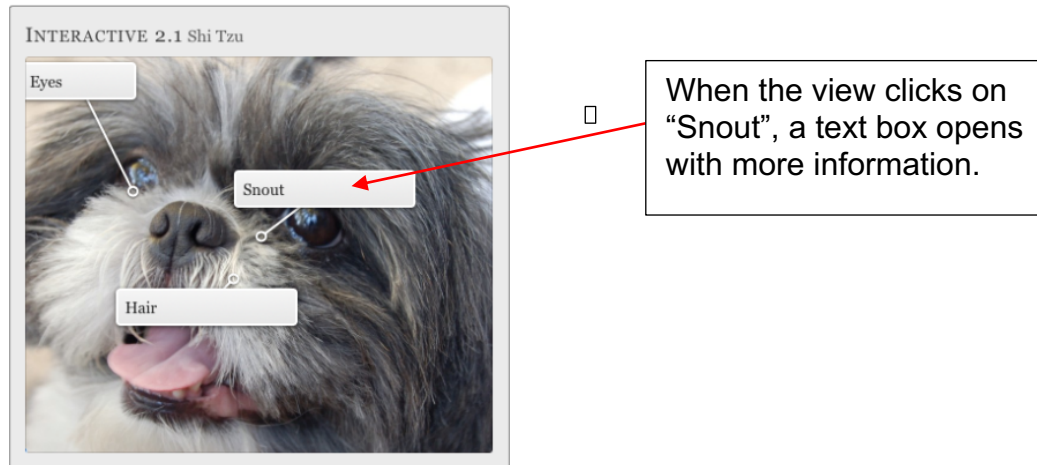 INTERACTIVE 2.1 Shi Tzu
Eyes
Snout
Hair
When the view clicks on
“Snout”, a text box opens
with more information.